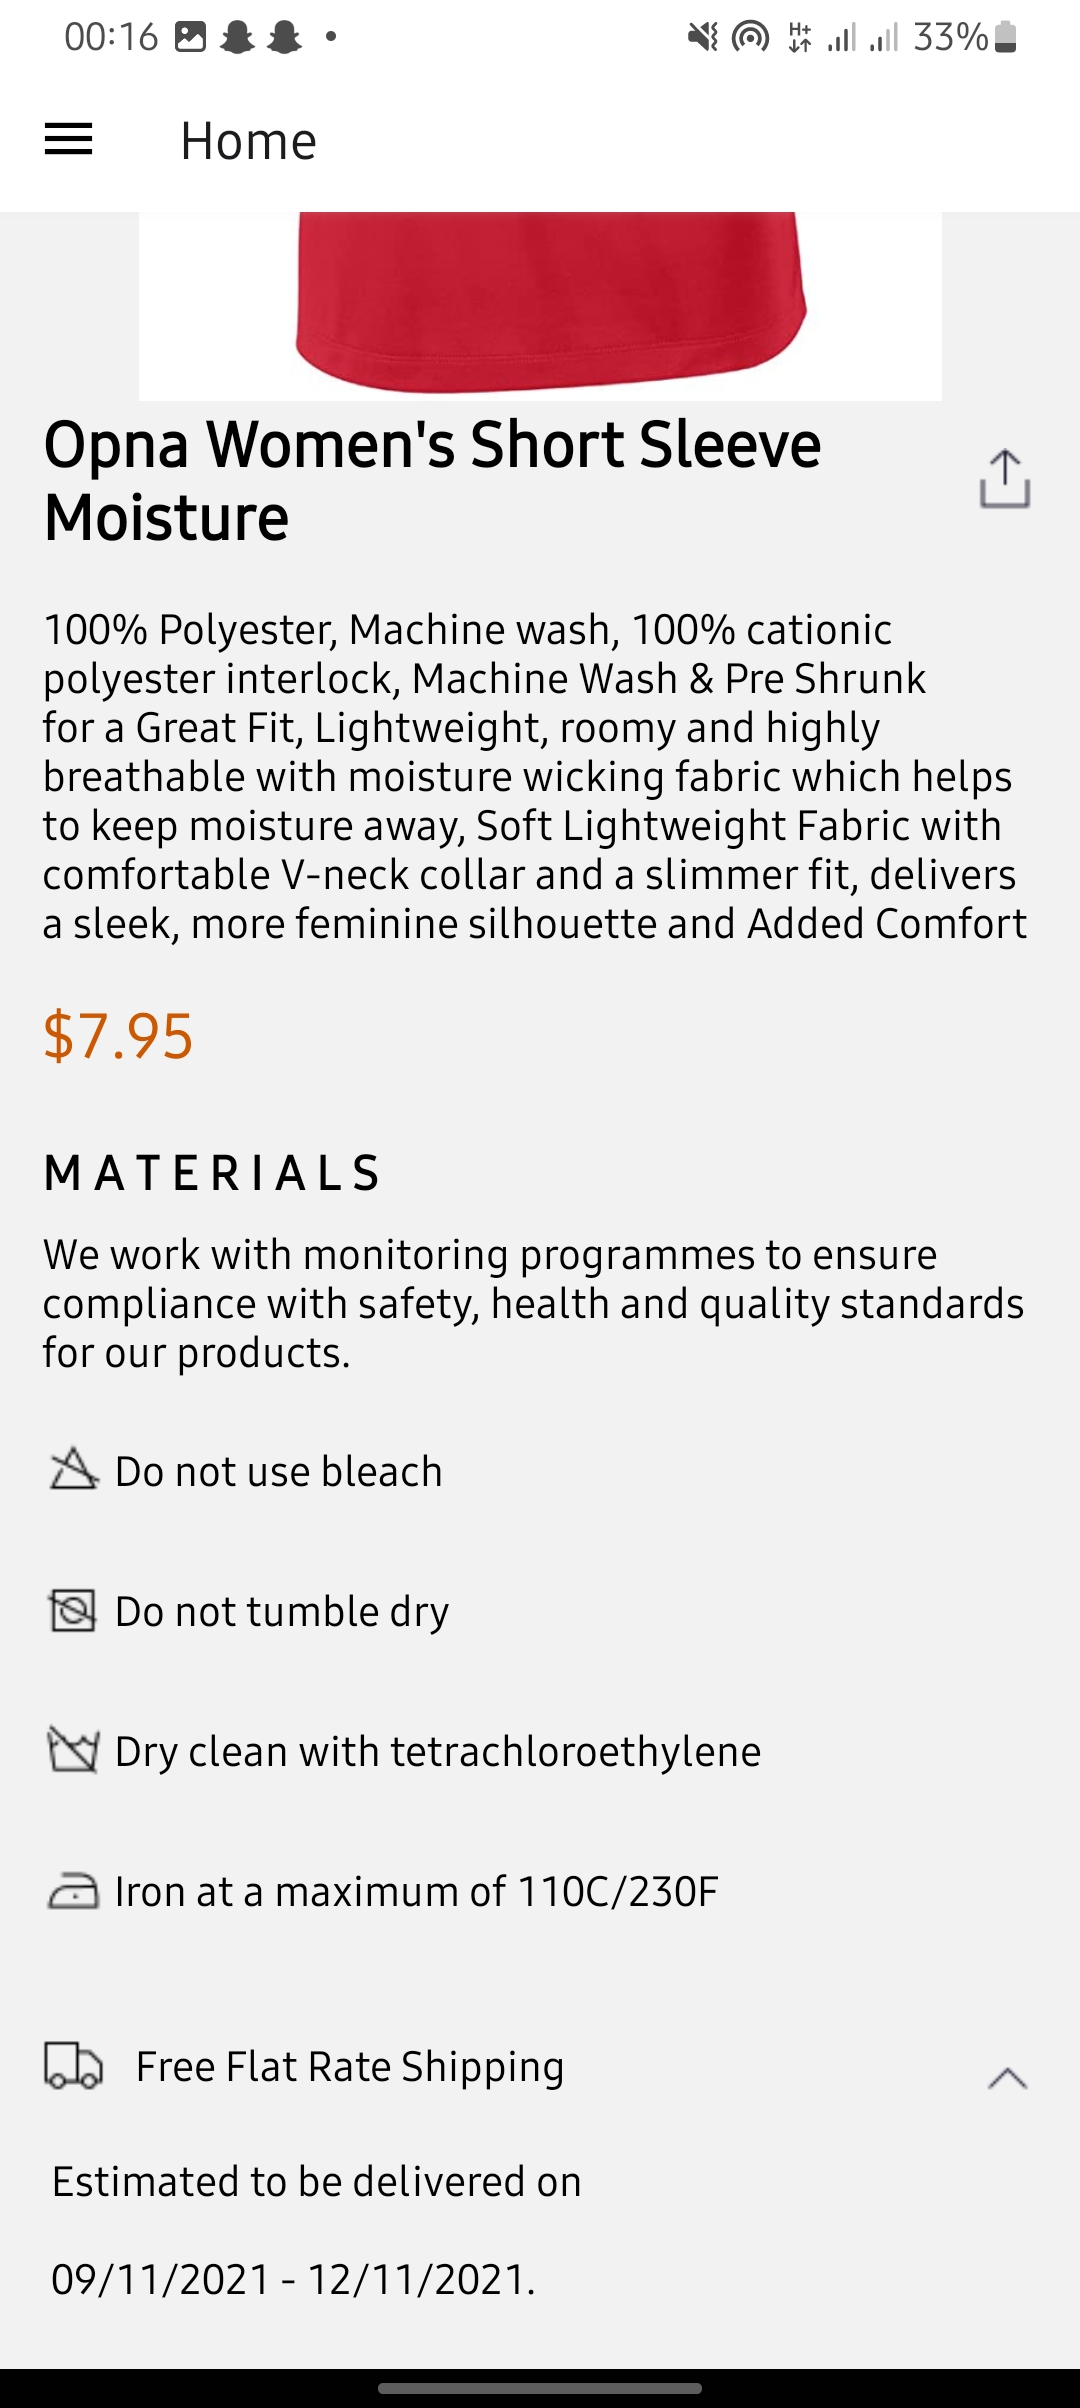 00:16
H+
33%
Home
Opna Women's Short Sleeve
Moisture
100% Polyester, Machine wash, 100% cationic
polyester interlock, Machine Wash & Pre Shrunk
for a Great Fit, Lightweight, roomy and highly
breathable with moisture wicking fabric which helps
to keep moisture away, Soft Lightweight Fabric with
comfortable V-neck collar and a slimmer fit, delivers
a sleek, more feminine silhouette and Added Comfort
$7.95
MATERIALS
We work with monitoring programmes to ensure
compliance with safety, health and quality standards
for our products.
Do not use bleach
Do not tumble dry
Dry clean with tetrachloroethylene
Iron at a maximum of 110C/230F
Free Flat Rate Shipping
Estimated to be delivered on
09/11/2021 - 12/11/2021.